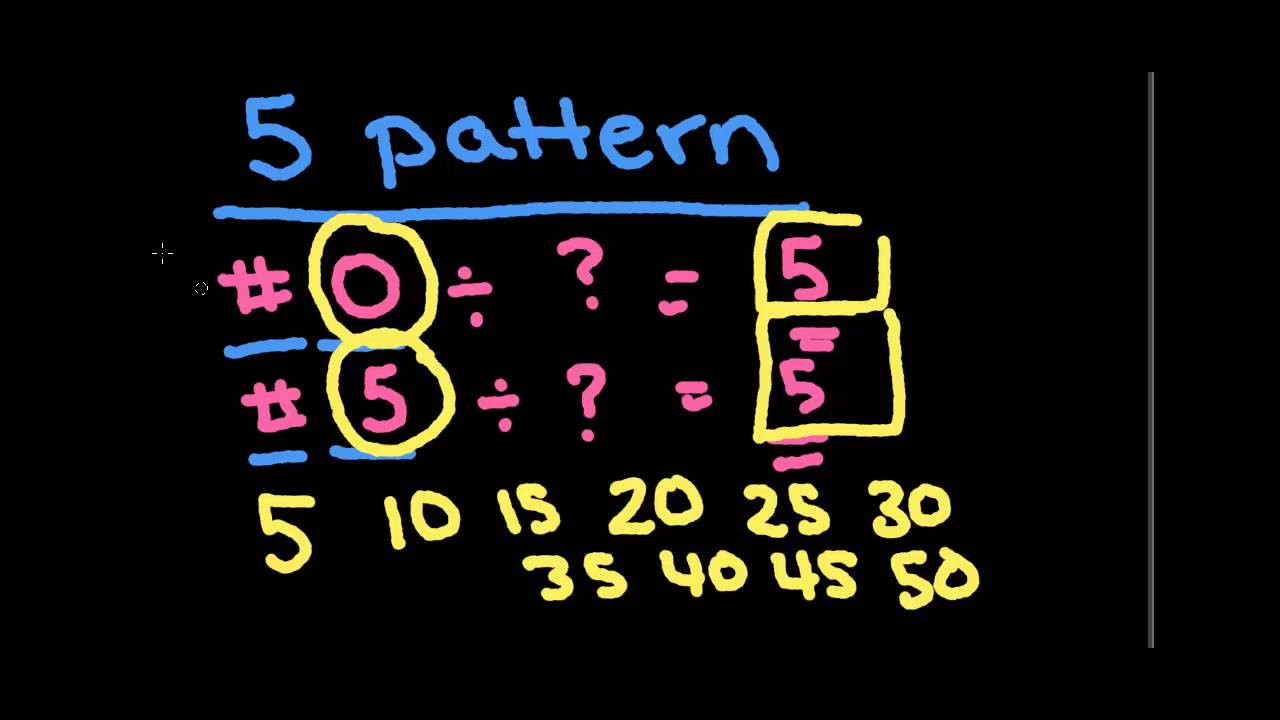 5 pattern
# 0 ÷ ? = 5
# 5 ÷ ? = 5
5 10 15 20 25 30
35 40 45 50